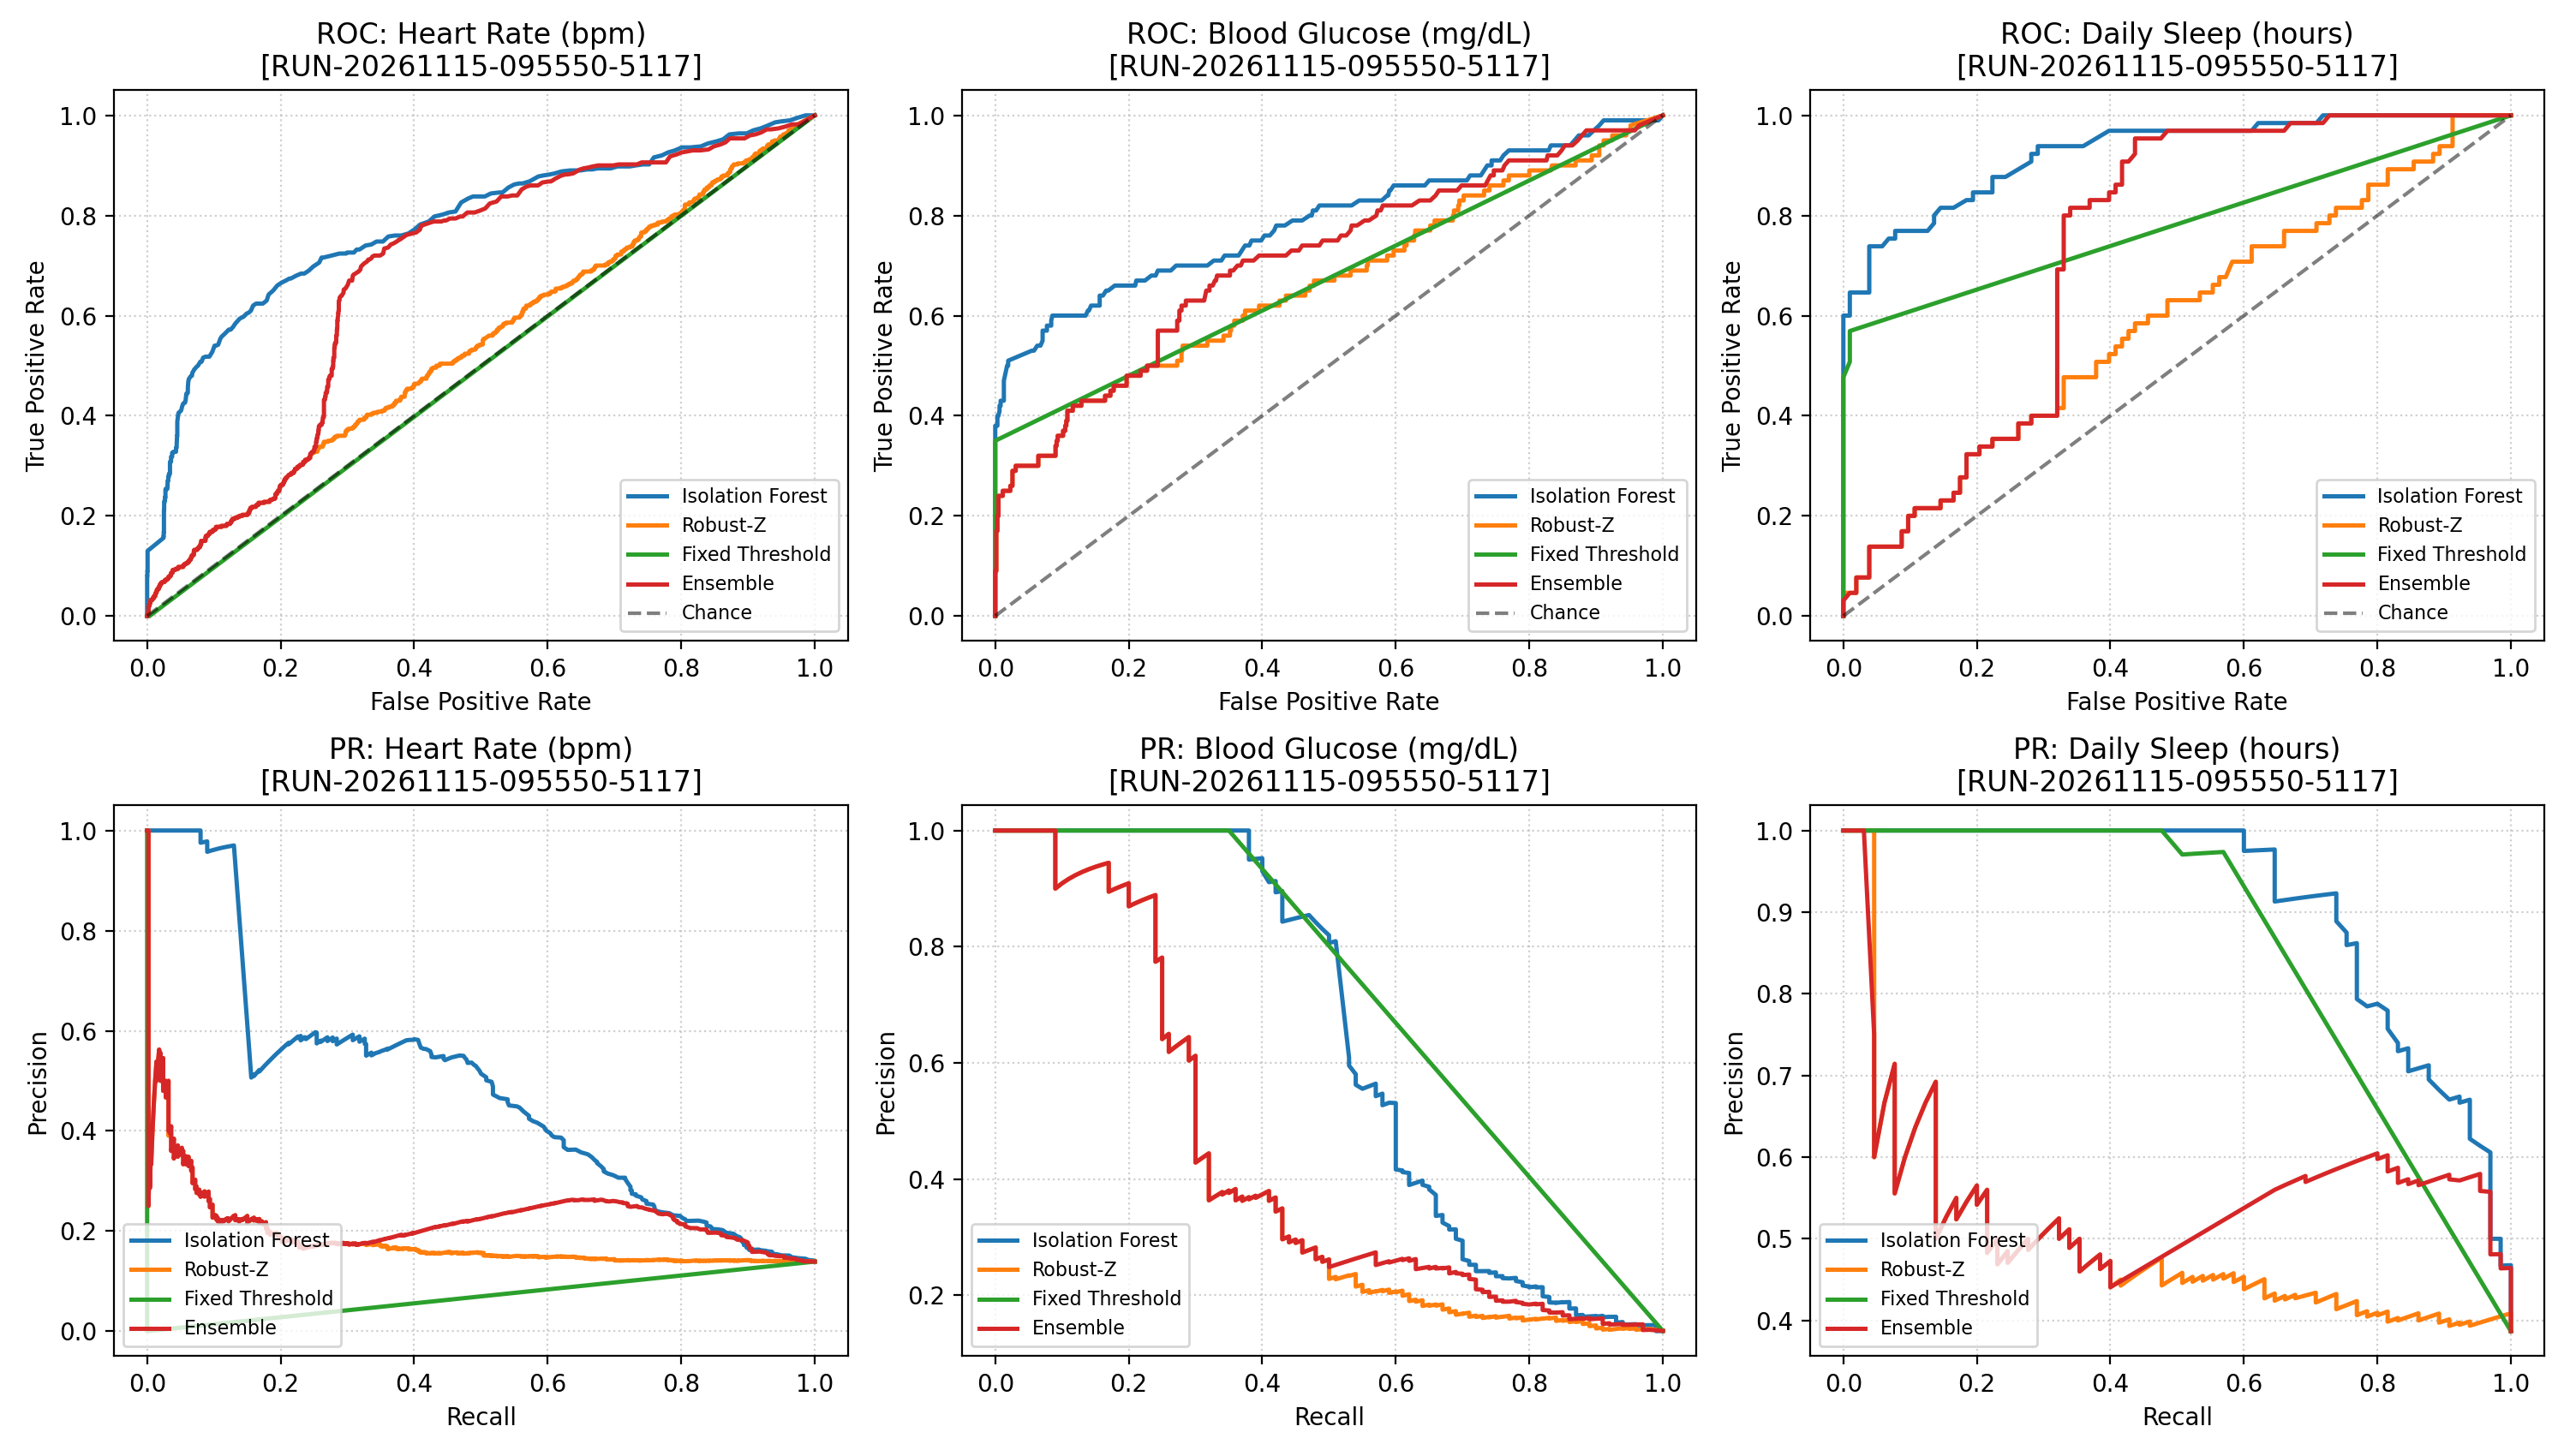 ROC: Heart Rate (bpm)
[RUN-20261115-095550-5117]
True Positive Rate
1.0
0.8
0.6
0.4
0.2
0.0
Isolation Forest
Robust-Z
Fixed Threshold
Ensemble
Chance
0.0 0.2 0.4 0.6 0.8 1.0
False Positive Rate
ROC: Blood Glucose (mg/dL)
[RUN-20261115-095550-5117]
True Positive Rate
1.0
0.8
0.6
0.4
0.2
0.0
Isolation Forest
Robust-Z
Fixed Threshold
Ensemble
Chance
0.0 0.2 0.4 0.6 0.8 1.0
False Positive Rate
ROC: Daily Sleep (hours)
[RUN-20261115-095550-5117]
True Positive Rate
1.0
0.8
0.6
0.4
0.2
0.0
Isolation Forest
Robust-Z
Fixed Threshold
Ensemble
Chance
0.0 0.2 0.4 0.6 0.8 1.0
False Positive Rate
PR: Heart Rate (bpm)
[RUN-20261115-095550-5117]
Precision
1.0
0.8
0.6
0.4
0.2
0.0
Isolation Forest
Robust-Z
Fixed Threshold
Ensemble
0.0 0.2 0.4 0.6 0.8 1.0
Recall
PR: Blood Glucose (mg/dL)
[RUN-20261115-095550-5117]
Precision
1.0
0.8
0.6
0.4
0.2
Isolation Forest
Robust-Z
Fixed Threshold
Ensemble
0.0 0.2 0.4 0.6 0.8 1.0
Recall
PR: Daily Sleep (hours)
[RUN-20261115-095550-5117]
Precision
1.0
0.9
0.8
0.7
0.6
0.5
0.4
Isolation Forest
Robust-Z
Fixed Threshold
Ensemble
0.0 0.2 0.4 0.6 0.8 1.0
Recall